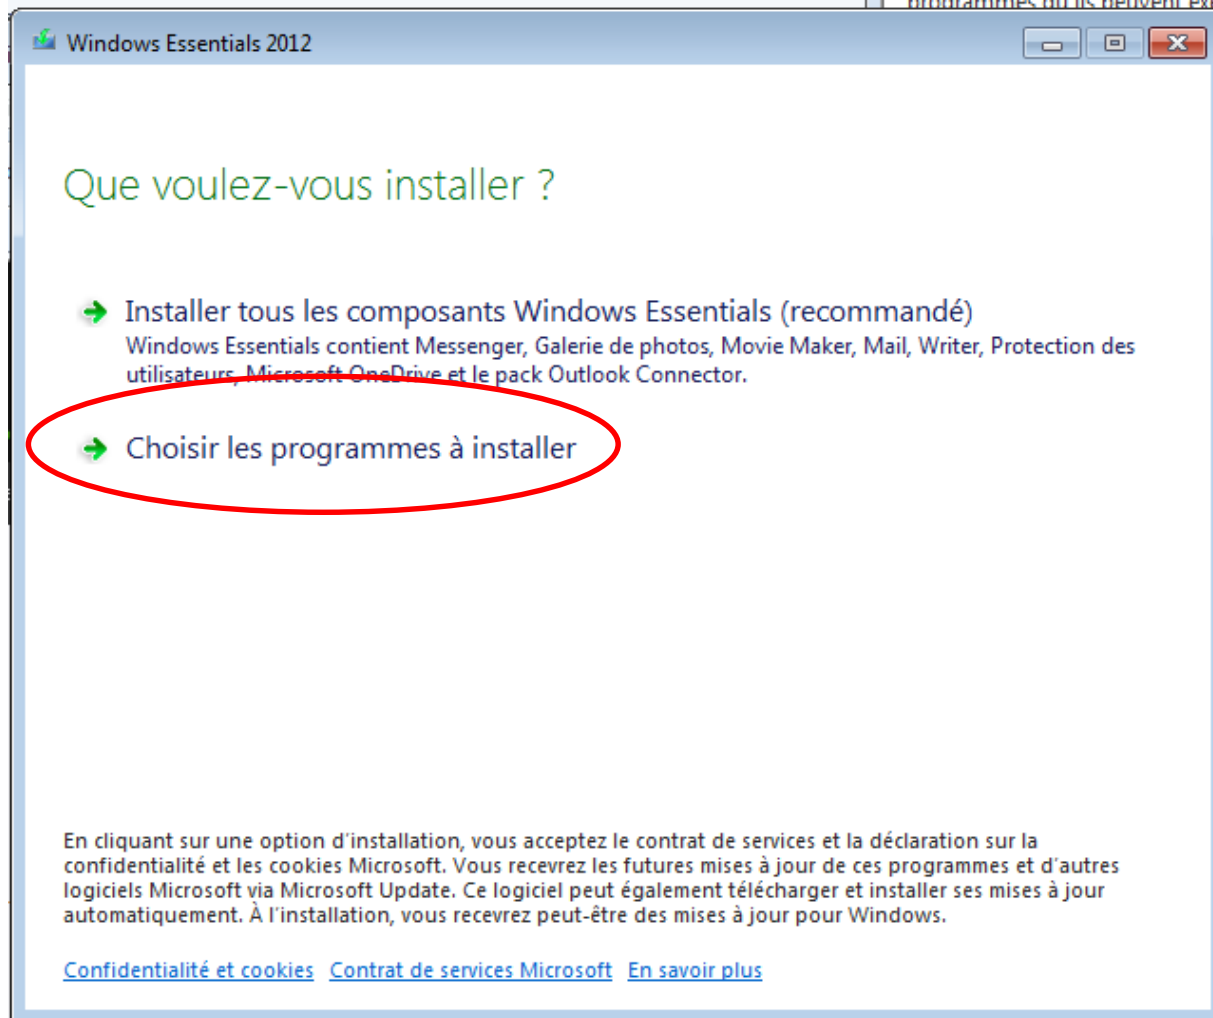 programmes qu'ils peuvent
Windows Essentials 2012
Que voulez-vous installer ?
Installer tous les composants Windows Essentials (recommandé)
Windows Essentials contient Messenger, Galerie de photos, Movie Maker, Mail, Writer, Protection des
utilisateurs, Microsoft OneDrive et le pack Outlook Connector.
Choisir les programmes à installer
En cliquant sur une option d'installation, vous acceptez le contrat de services et la déclaration sur la
confidentialité et les cookies Microsoft. Vous recevrez les futures mises à jour de ces programmes et d'autres
logiciels Microsoft via Microsoft Update. Ce logiciel peut également télécharger et installer ses mises à jour
automatiquement. À l'installation, vous recevrez peut-être des mises à jour pour Windows.
Confidentialité et cookies Contrat de services Microsoft En savoir plus